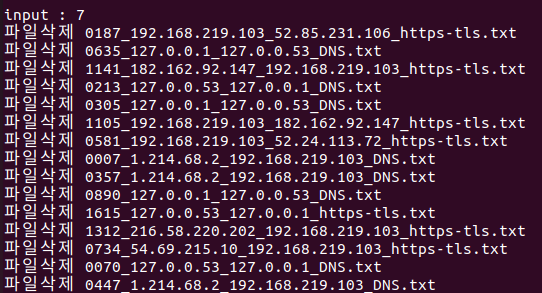 input : 7
파일삭제 0187_192.168.219.103_52.85.231.106_https-tls.txt
파일삭제 0635_127.0.0.1_127.0.0.53_DNS.txt
파일삭제 1141_182.162.92.147_192.168.219.103_https-tls.txt
파일삭제 0213_127.0.0.53_127.0.0.1_DNS.txt
파일삭제 0305_127.0.0.1_127.0.0.53_DNS.txt
파일삭제 1105_192.168.219.103_182.162.92.147_https-tls.txt
파일삭제 0581_192.168.219.103_52.24.113.72_https-tls.txt
파일삭제 0007_1.214.68.2_192.168.219.103_DNS.txt
파일삭제 0357_1.214.68.2_192.168.219.103_DNS.txt
파일삭제 0890_127.0.0.1_127.0.0.53_DNS.txt
파일삭제 1615_127.0.0.53_127.0.0.1_https-tls.txt
파일삭제 1312_216.58.220.202_192.168.219.103_https-tls.txt
파일삭제 0734_54.69.215.10_192.168.219.103_https-tls.txt
파일삭제 0070_127.0.0.53_127.0.0.1_DNS.txt
파일삭제 0447_1.214.68.2_192.168.219.103_DNS.txt